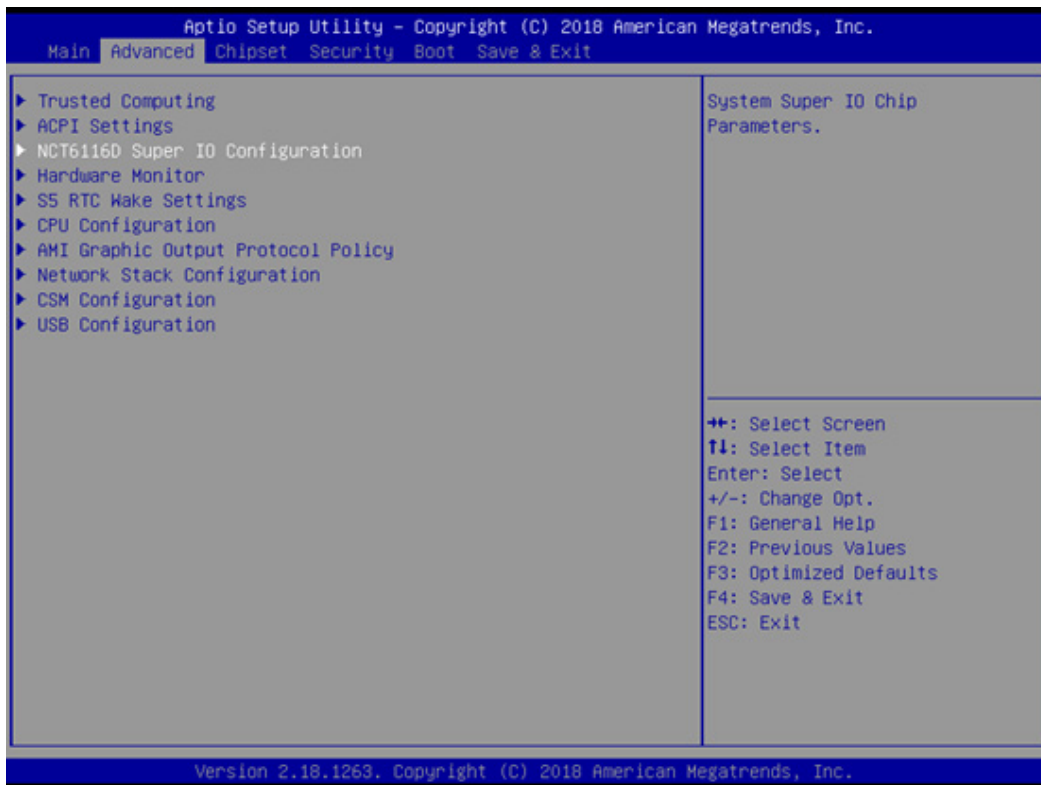 Aptio Setup Utility – Copyright (C) 2018 American Megatrends, Inc.
Main Advanced Chipset Security Boot Save & Exit
▶ Trusted Computing
▶ ACPI Settings
▶ NCT6116D Super IO Configuration
▶ Hardware Monitor
▶ S5 RTC Wake Settings
▶ CPU Configuration
▶ AMI Graphic Output Protocol Policy
▶ Network Stack Configuration
▶ CSM Configuration
▶ USB Configuration
System Super IO Chip
Parameters.
→←: Select Screen
↑↓: Select Item
Enter: Select
+/-: Change Opt.
F1: General Help
F2: Previous Values
F3: Optimized Defaults
F4: Save & Exit
ESC: Exit
Version 2.18.1263. Copyright (C) 2018 American Megatrends, Inc.